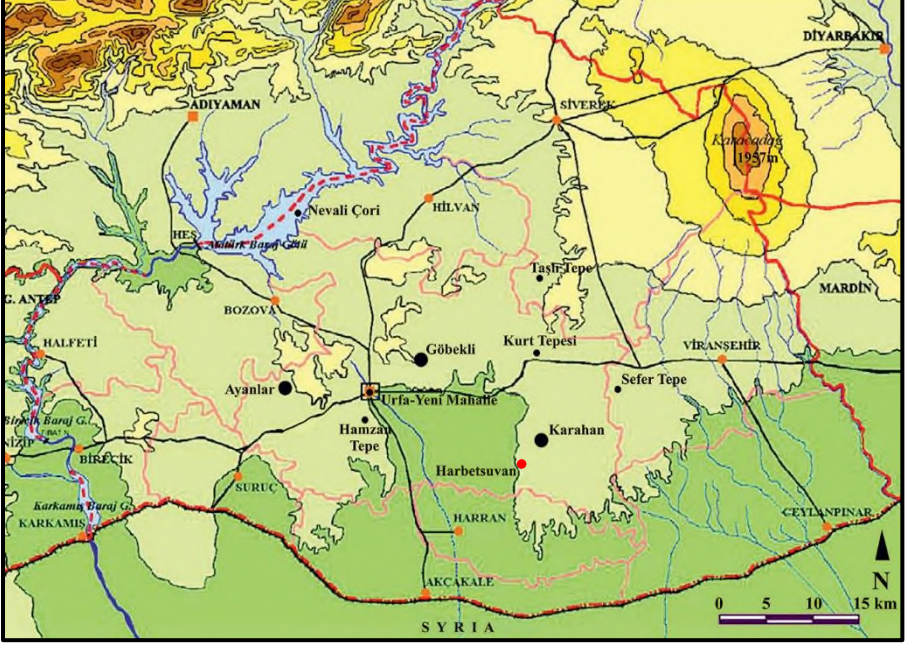 DİYARBAKIR
ADIYAMAN
SİVEREK
Karacadağ
1957m
Nevali Çori
HİLVAN
HES
Atatürk Baraj Gölü
Taşlı Tepe
G. ANTEP
MARDİN
BOZOVA
HALFETİ
Göbekli
Kurt Tepesi
VİRANŞEHİR
Ayanlar
Sefer Tepe
Urfa-Yeni Mahalle
Birecik Baraj G.
Hamzan
Tepe
Karahan
NİZİP
BİRECİK
Harbetsuvan
SURUÇ
Karkamış Baraj G.
KARKAMIŞ
HARRAN
CEYLANPINAR
AKÇAKALE
N
0 5 10 15 km
SYRIA